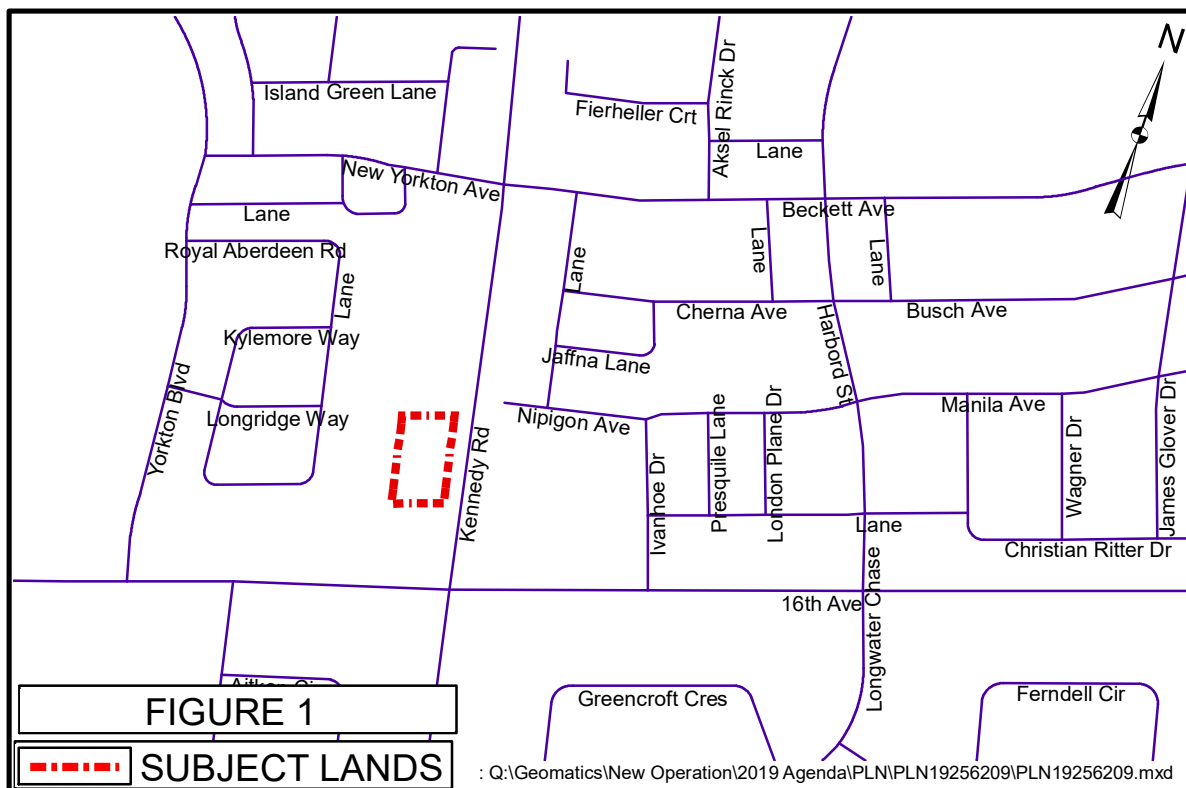 N
Island Green Lane
Fierheller Crt
Aksel Rinck Dr
Lane
New Yorkton Ave
Lane
Beckett Ave
Royal Aberdeen Rd
Lane
Lane
Lane
Lane
Kylemore Way
Cherna Ave
Harbord St
Busch Ave
Jaffna Lane
Yorkton Blvd
Longridge Way
Kennedy Rd
Nipigon Ave
Ivanhoe Dr
Presquile Lane
London Plane Dr
Manila Ave
Wagner Dr
James Glover Dr
Lane
Christian Ritter Dr
16th Ave
Longwater Chase
Greencroft Cres
Ferndell Cir
FIGURE 1
SUBJECT LANDS
: Q:\Geomatics\New Operation\2019 Agenda\PLN\PLN19256209\PLN19256209.mxd